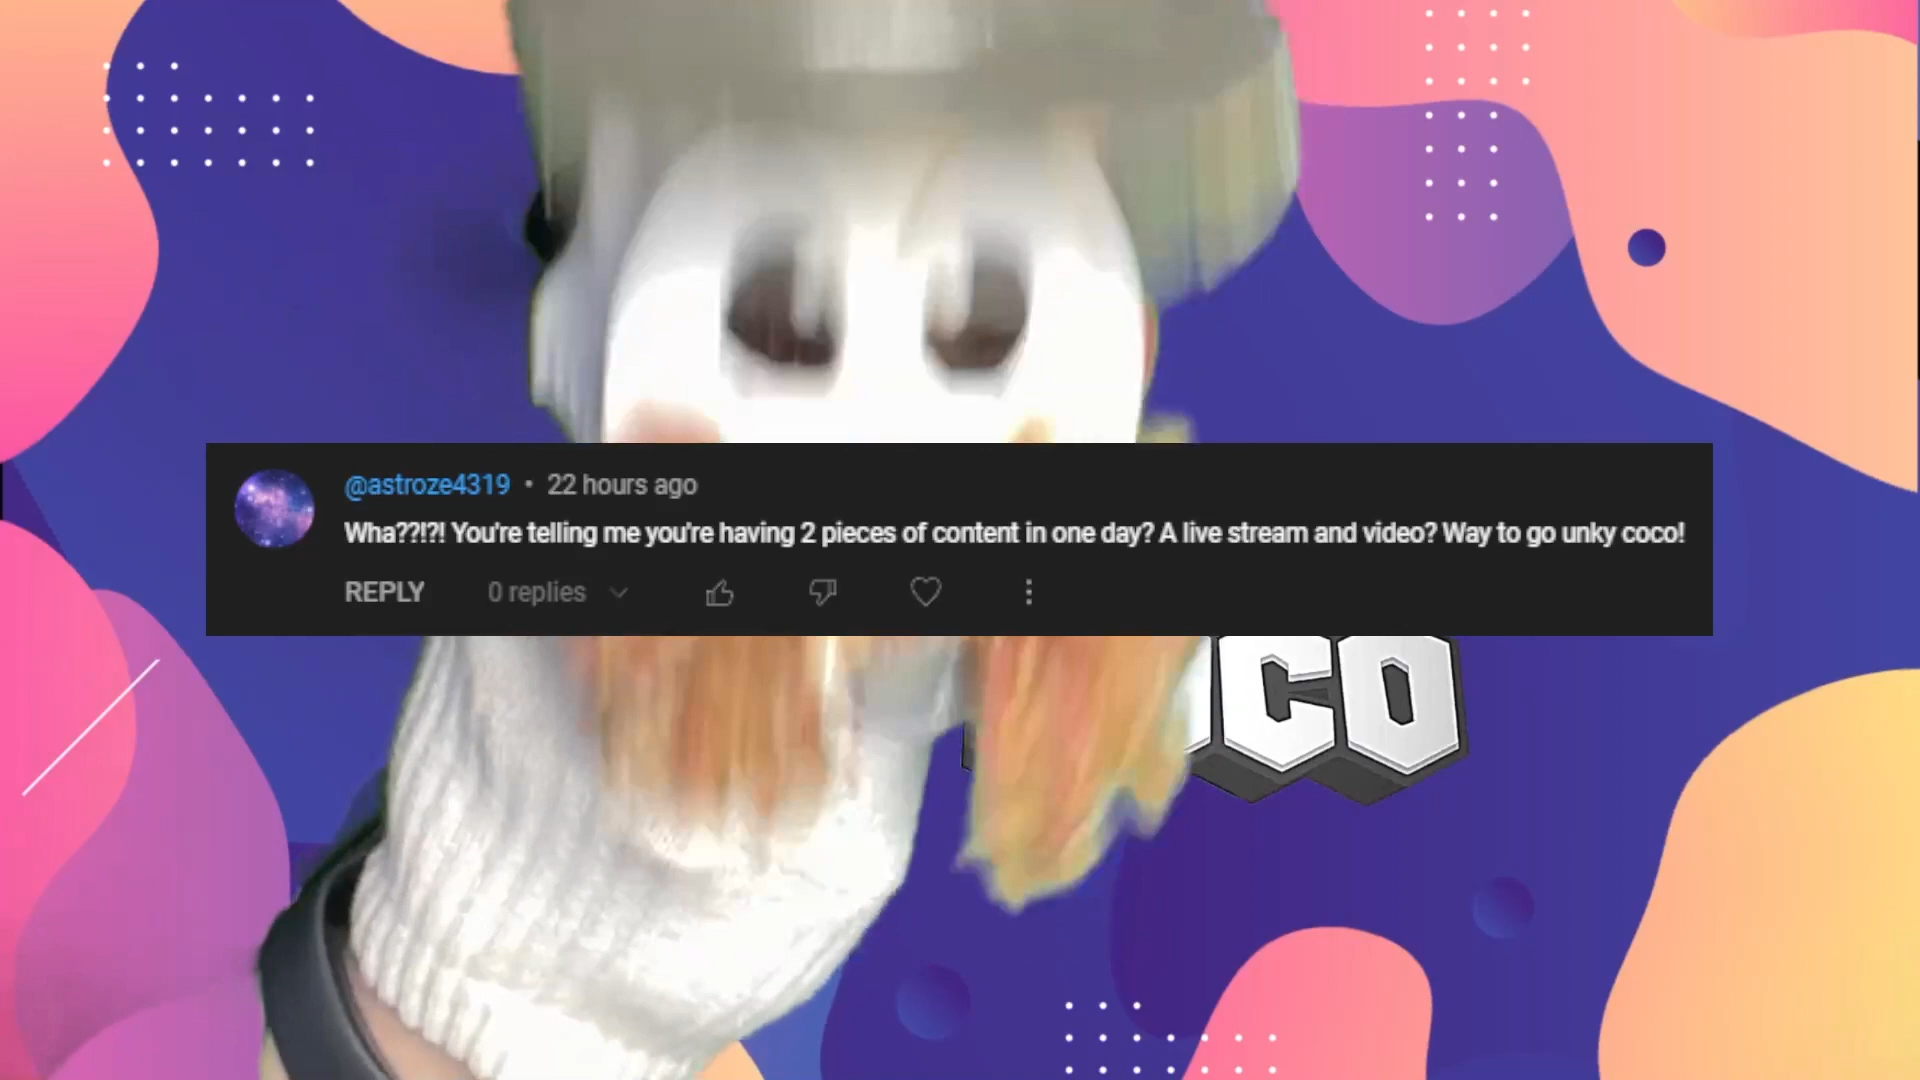 @astroze4319 • 22 hours ago
Wha??!?! You're telling me you're having 2 pieces of content in one day? A live stream and video? Way to go unky coco!
REPLY 0 replies
CO